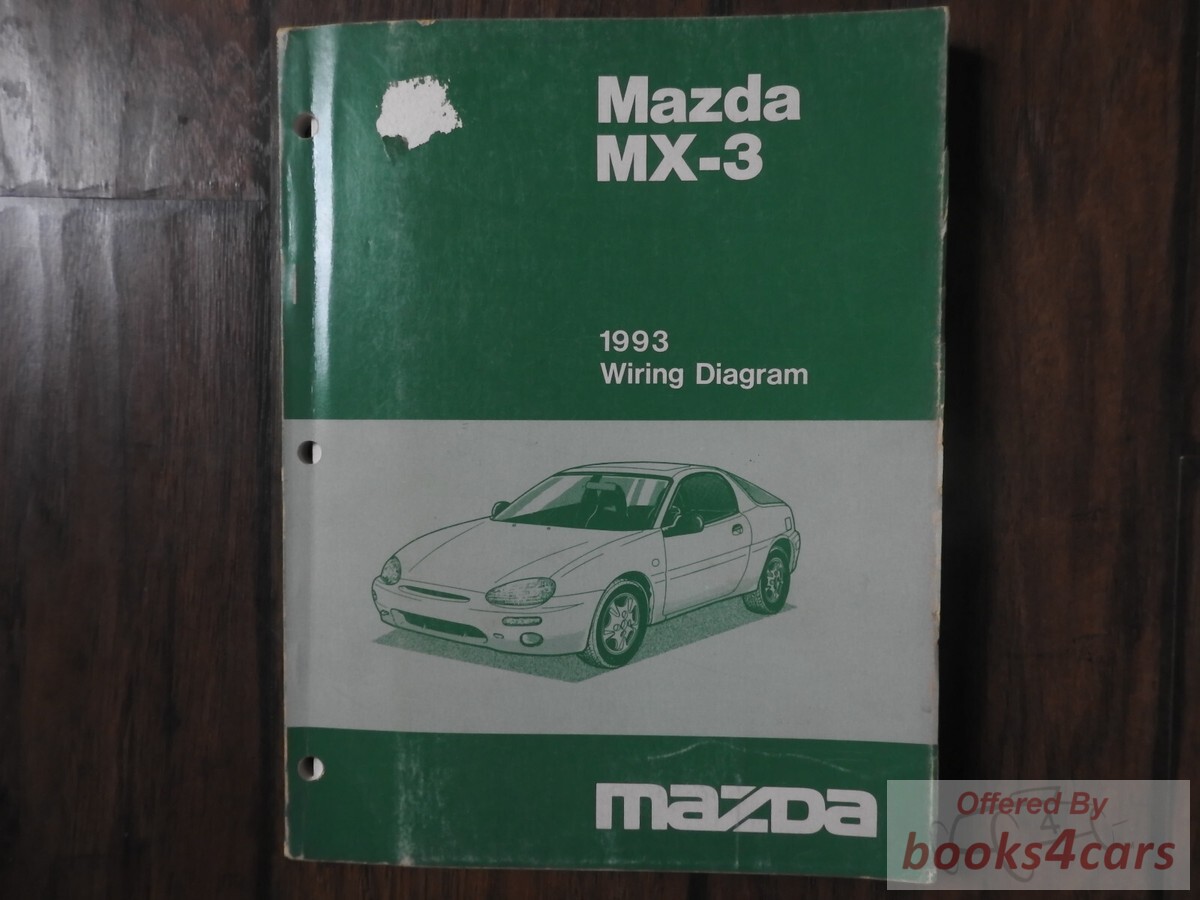 Mazda
MX-3
1993
Wiring Diagram
mazda
Offered By
books4cars